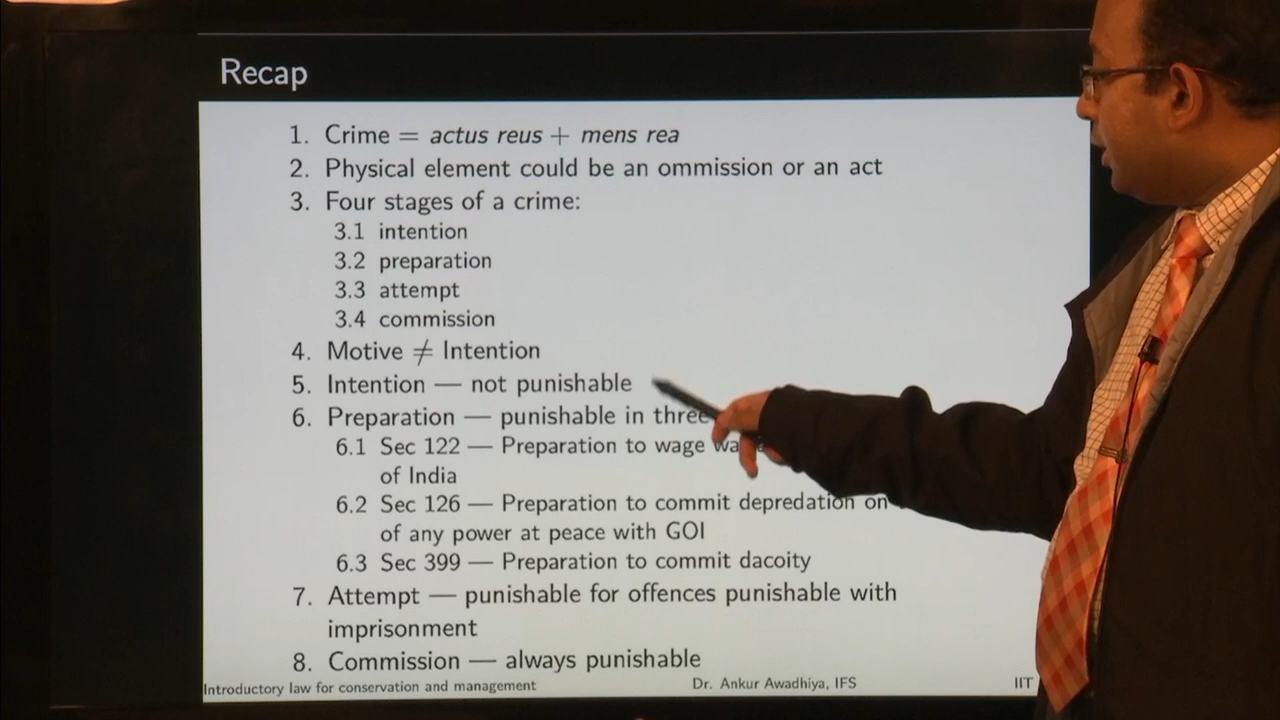 Recap
1. Crime = actus reus + mens rea
2. Physical element could be an ommission or an act
3. Four stages of a crime:
3.1 intention
3.2 preparation
3.3 attempt
3.4 commission
4. Motive ≠ Intention
5. Intention — not punishable
6. Preparation — punishable in three
6.1 Sec 122 — Preparation to wage
of India
6.2 Sec 126 — Preparation to commit depredation on
of any power at peace with GOI
6.3 Sec 399 — Preparation to commit dacoity
7. Attempt — punishable for offences punishable with
imprisonment
8. Commission — always punishable
Introductory law for conservation and management Dr. Ankur Awadhiya, IFS IIT